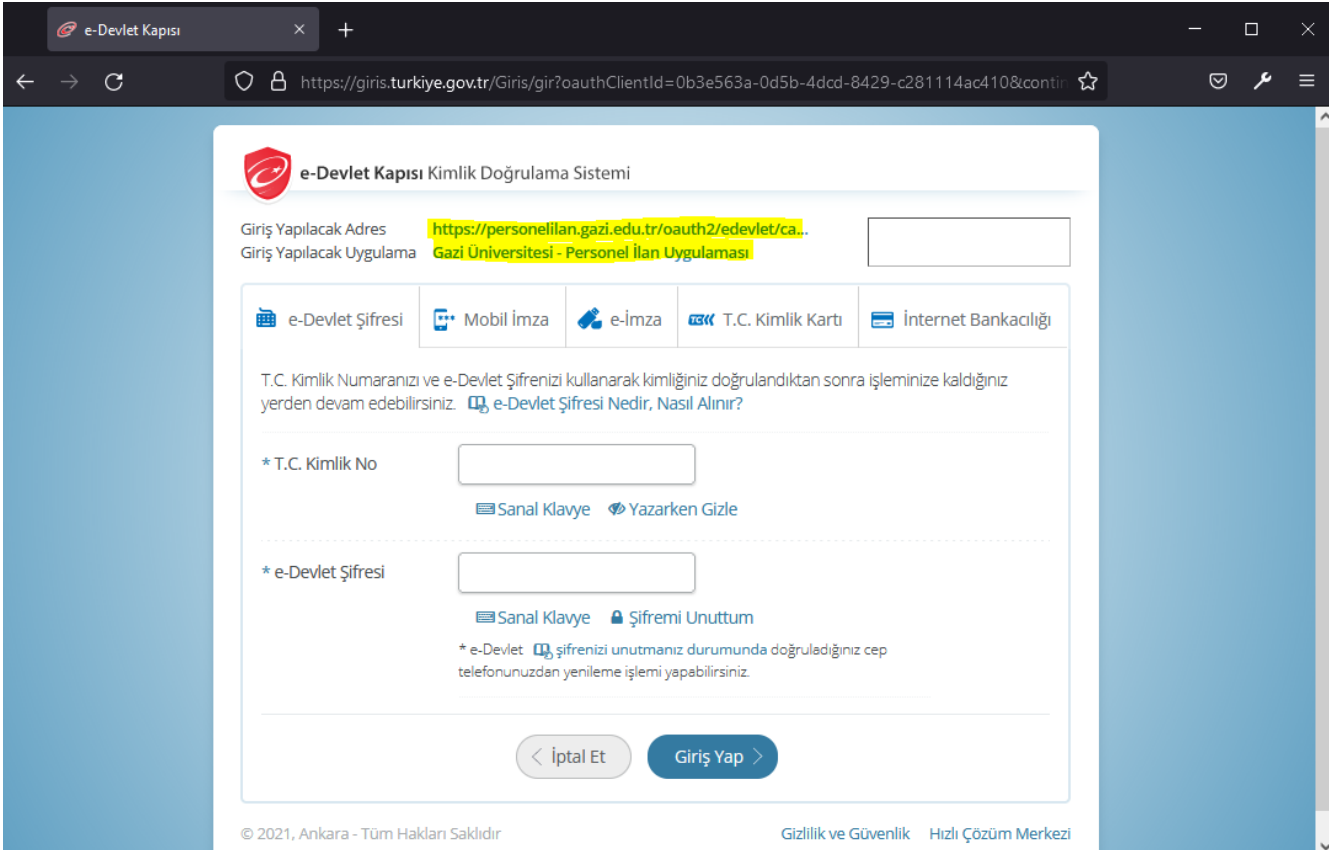 e-Devlet Kapısı
https://giris.turkiye.gov.tr/Giris/gir?oauthClientId=0b3e563a-0d5b-4dcd-8429-c281114ac410&contin
e-Devlet Kapısı Kimlik Doğrulama Sistemi
Giriş Yapılacak Adres https://personelilan.gazi.edu.tr/oauth2/edevlet/ca...
Giriş Yapılacak Uygulama Gazi Üniversitesi - Personel İlan Uygulaması
e-Devlet Şifresi Mobil İmza e-İmza T.C. Kimlik Kartı İnternet Bankacılığı
T.C. Kimlik Numaranızı ve e-Devlet Şifrenizi kullanarak kimliğiniz doğrulandıktan sonra işleminize kaldığınız
yerden devam edebilirsiniz. e-Devlet Şifresi Nedir, Nasıl Alınır?
* T.C. Kimlik No
Sanal Klavye Yazarken Gizle
* e-Devlet Şifresi
Sanal Klavye Şifremi Unuttum
* e-Devlet şifrenizi unutmanız durumunda doğruladığınız cep
telefonunuzdan yenileme işlemi yapabilirsiniz.
İptal Et Giriş Yap
© 2021, Ankara - Tüm Hakları Saklıdır Gizlilik ve Güvenlik Hızlı Çözüm Merkezi